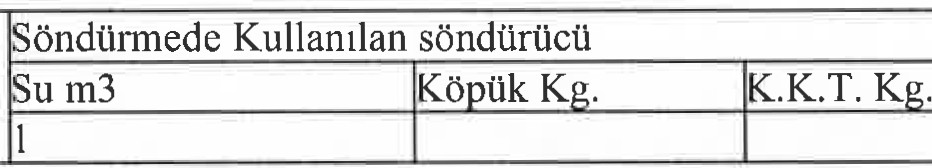 Söndürmede Kullanılan söndürücü
Su m3 Köpük Kg. K.K.T. Kg.
1